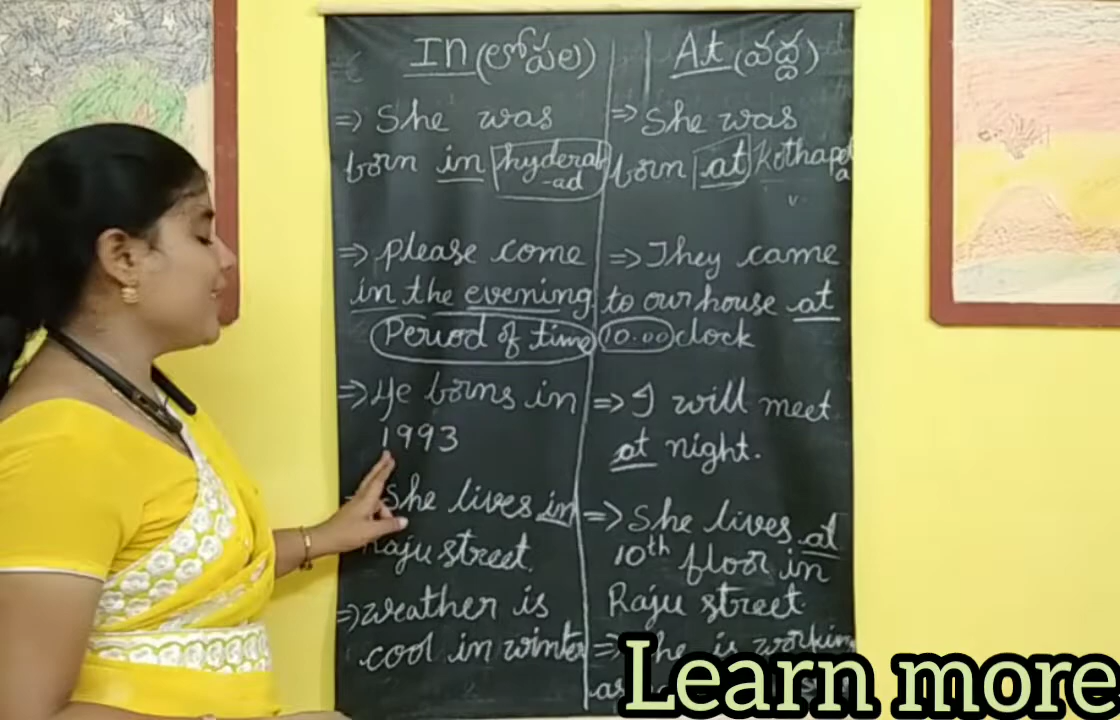 In (లోపల)
=> She was
born in hyderab
-ad
=> please come
in the evening
Period of time
=> He borns in
1993
She lives in
Raju street.
=> weather is
cool in winter
At (వద్ద)
=> She was
born at Kothapet
a
=> They came
to our house at
10.00 clock
=> I will meet
at night.
=> She lives at
10th floor in
Raju street.
=> She is working
as
Learn more